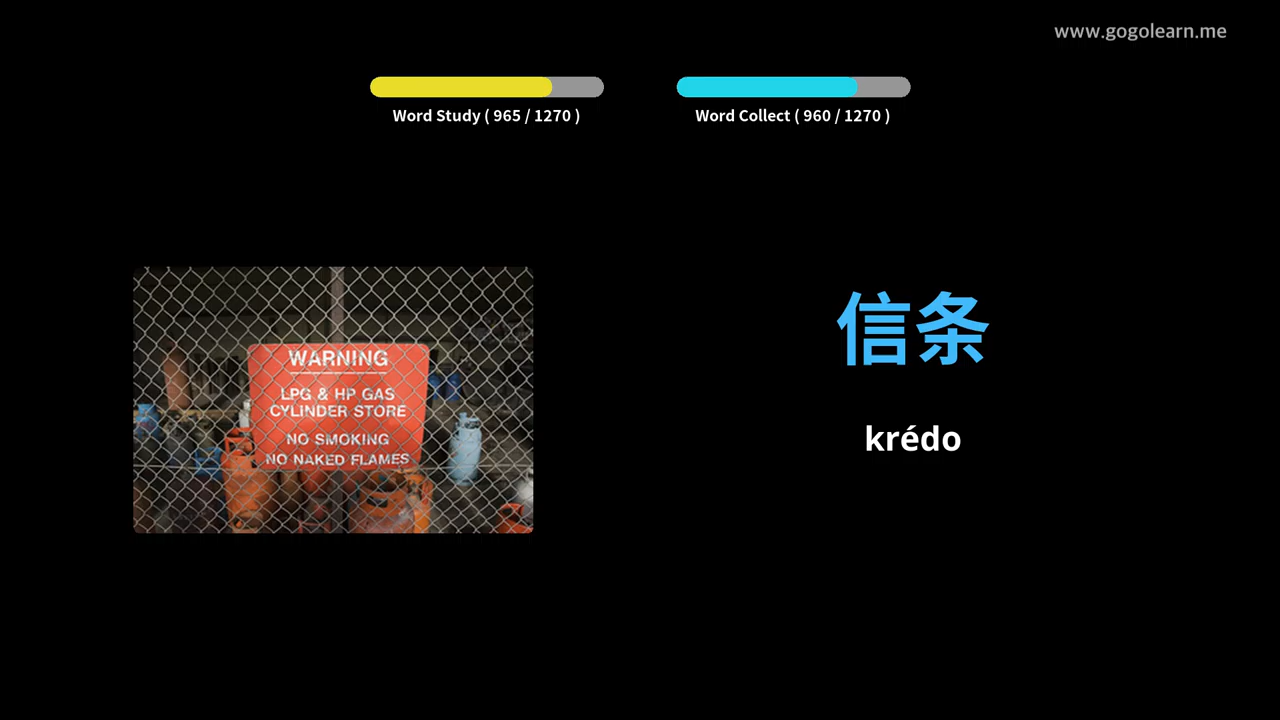 www.gogolearn.me
Word Study ( 965 / 1270 )
Word Collect ( 960 / 1270 )
WARNING
LPG & HP GAS
CYLINDER STORE
NO SMOKING
NO NAKED FLAMES
信条
krédo